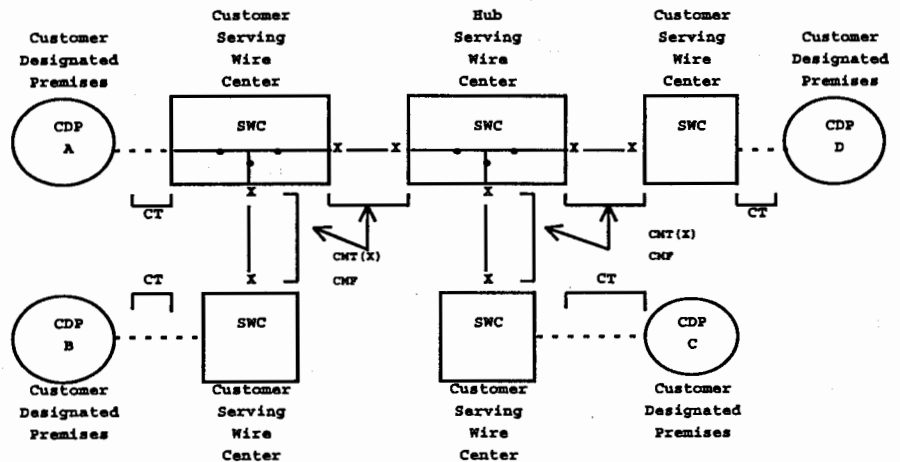 Customer
Serving
Wire
Center
Hub
Serving
Wire
Center
Customer
Serving
Wire
Center
Customer
Designated
Premises
Customer
Designated
Premises
CDP
A
SWC
SWC
SWC
CDP
D
X
X
X
X
X
X
CT
CT
CMT(X)
CMF
CMT(X)
CMF
CT
X
X
CT
CDP
B
SWC
SWC
CDP
C
Customer
Designated
Premises
Customer
Serving
Wire
Center
Customer
Serving
Wire
Center
Customer
Designated
Premises